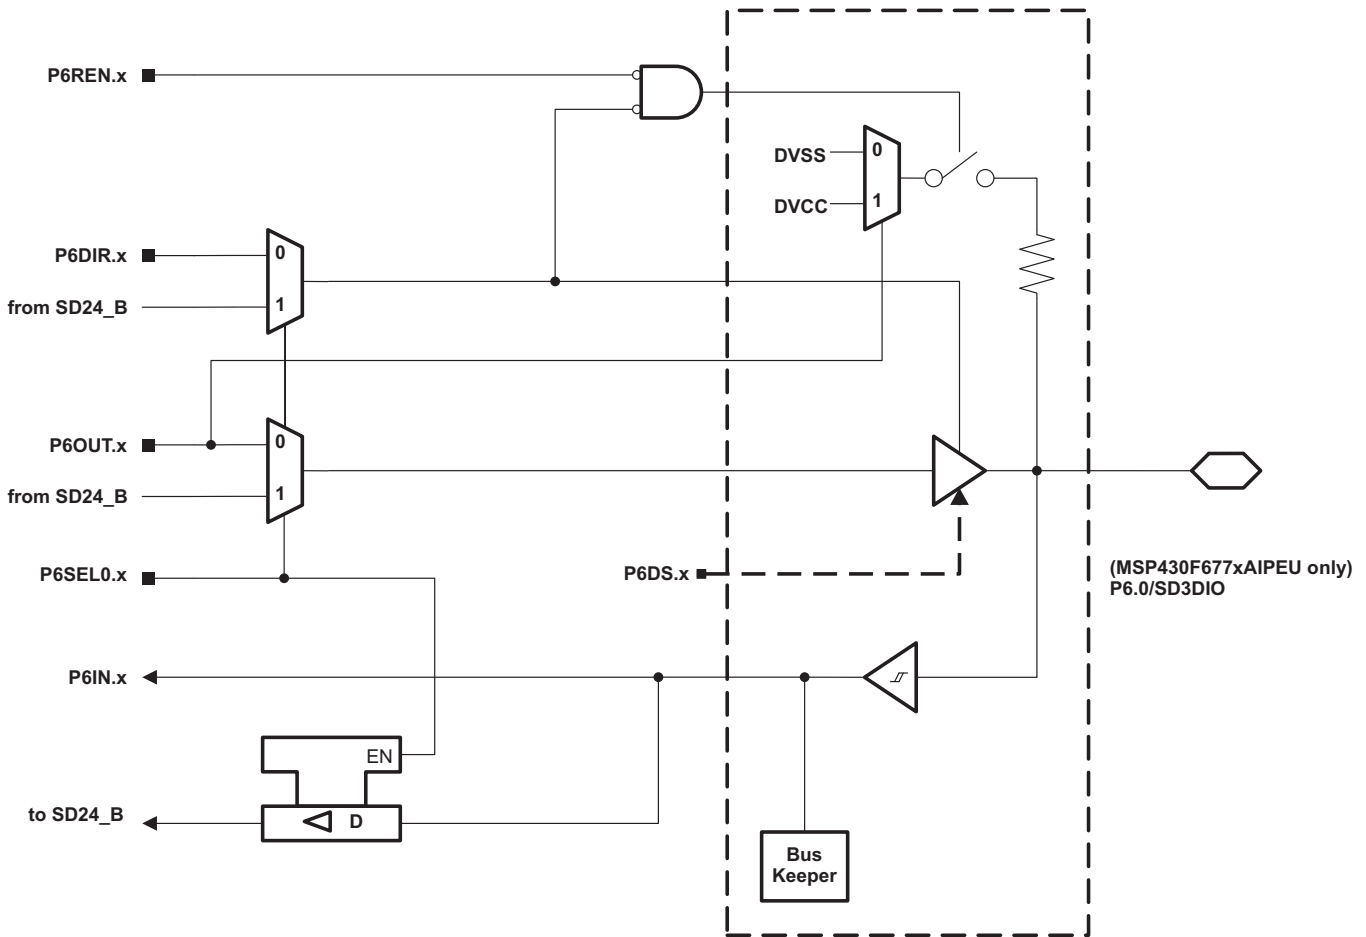 P6REN.x
DVSS
0
DVCC
1
P6DIR.x
0
from SD24_B
1
P6OUT.x
0
from SD24_B
1
P6SEL0.x
P6DS.x
(MSP430F677xAIPEU only)
P6.0/SD3DIO
P6IN.x
EN
to SD24_B
D
Bus
Keeper